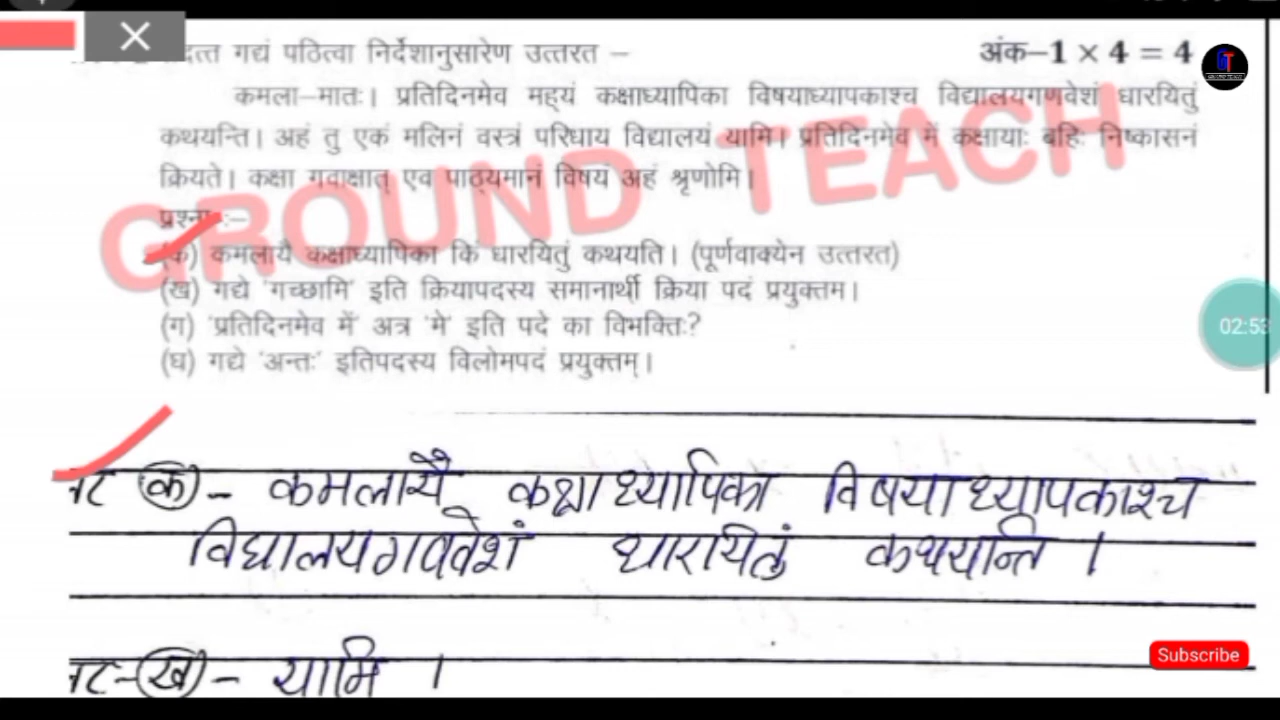 दत्त गद्यं पठित्वा निर्देशानुसारेण उत्तरत – अंक–1 × 4 = 4
कमला–मातः। प्रतिदिनमेव मह्यं कक्षाध्यापिका विषयाध्यापकाश्च विद्यालयगणवेशं धारयितुं
कथयन्ति। अहं तु एकं मलिनं वस्त्रं परिधाय विद्यालयं यामि। प्रतिदिनमेव में कक्षायाः बहिः निष्कासनं
क्रियते। कक्षा गवाक्षात् एव पाठ्यमानं विषयं अहं श्रृणोमि।
GROUND TEACH
(क) कमलायै कक्षाध्यापिका किं धारयितुं कथयति। (पूर्णवाक्येन उत्तरत)
(ख) गद्ये 'गच्छामि' इति क्रियापदस्य समानार्थी क्रिया पदं प्रयुक्तम।
(ग) 'प्रतिदिनमेव में' अत्र 'मे' इति पदे का विभक्तिः?
(घ) गद्ये 'अन्तः' इतिपदस्य विलोमपदं प्रयुक्तम्।
02:53
(क) – कमलायै कक्षाध्यापिका विषयाध्यापकाश्च
विद्यालयगववेशं धारयितुं कथयन्ति ।
(ख) – यामि ।
Subscribe